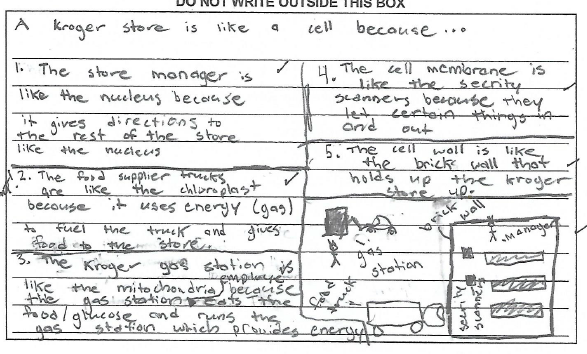 DO NOT WRITE OUTSIDE THIS BOX
A Kroger store is like a cell because...
1. The store manager is
like the nucleus because
it gives directions to
the rest of the store
like the nucleus
2. The food supplier trucks
are like the chloroplast
because it uses energy (gas)
to fuel the truck and gives
food to the store.
3. The Kroger gas station is
like the mitochondria because
employee
the gas station eats the
food/glucose and runs the
gas station which provides energy
4. The cell membrane is
like the secrity
scanners because they
let certain things in
and out
5. The cell wall is like
the brick wall that
holds up the kroger
store up.
brick wall
manager
gas
station
food
truck
security
scanners